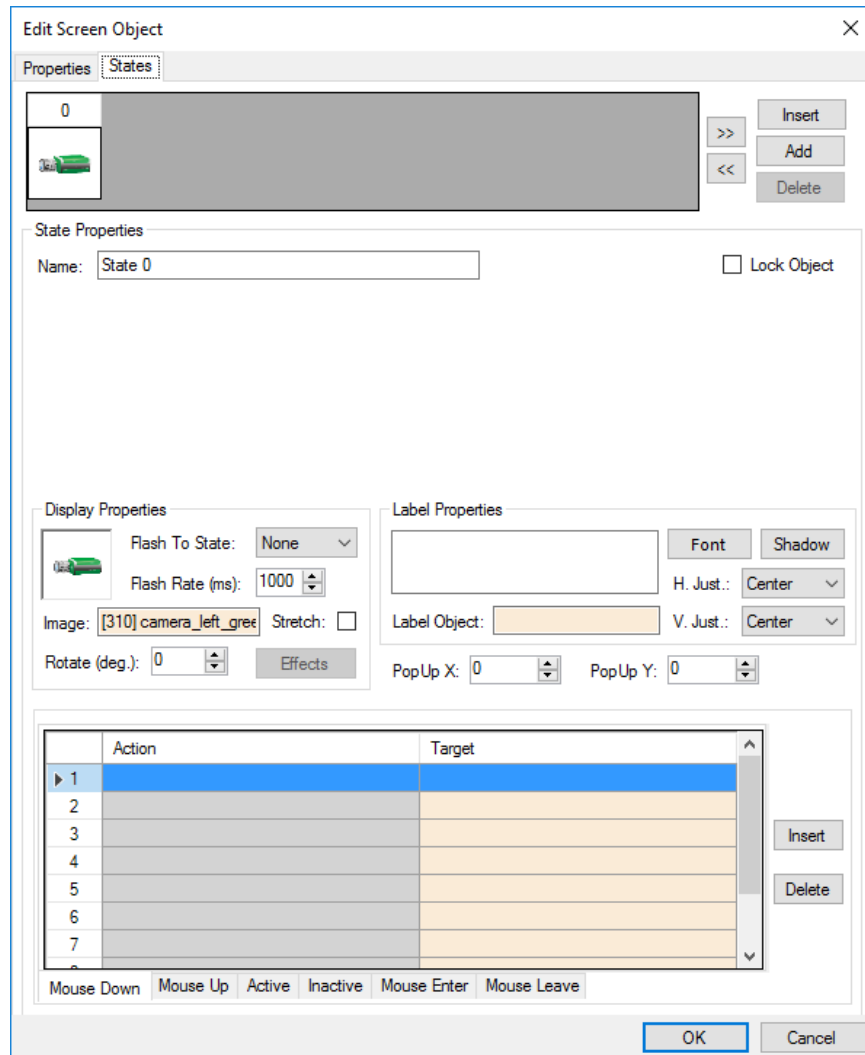 Edit Screen Object
Properties States
0
>>
<<
Insert
Add
Delete
State Properties
Name: State 0
Lock Object
Display Properties
Flash To State: None
Flash Rate (ms): 1000
Image: [310] camera_left_gree Stretch:
Rotate (deg.): 0 Effects
Label Properties
Font Shadow
H. Just.: Center
Label Object: V. Just.: Center
PopUp X: 0 PopUp Y: 0
Action Target
1
2
3
4
5
6
7
Insert
Delete
Mouse Down Mouse Up Active Inactive Mouse Enter Mouse Leave
OK Cancel